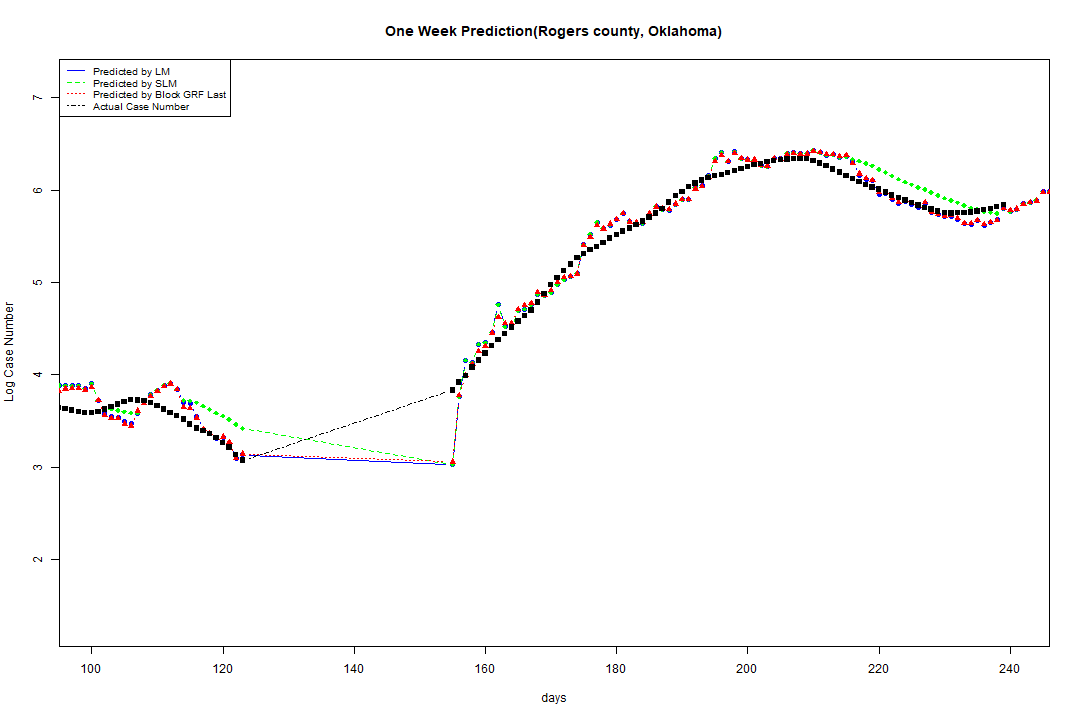 One Week Prediction(Rogers county, Oklahoma)
Predicted by LM
Predicted by SLM
Predicted by Block GRF Last
Actual Case Number
7
6
5
4
3
2
Log Case Number
100 120 140 160 180 200 220 240
days